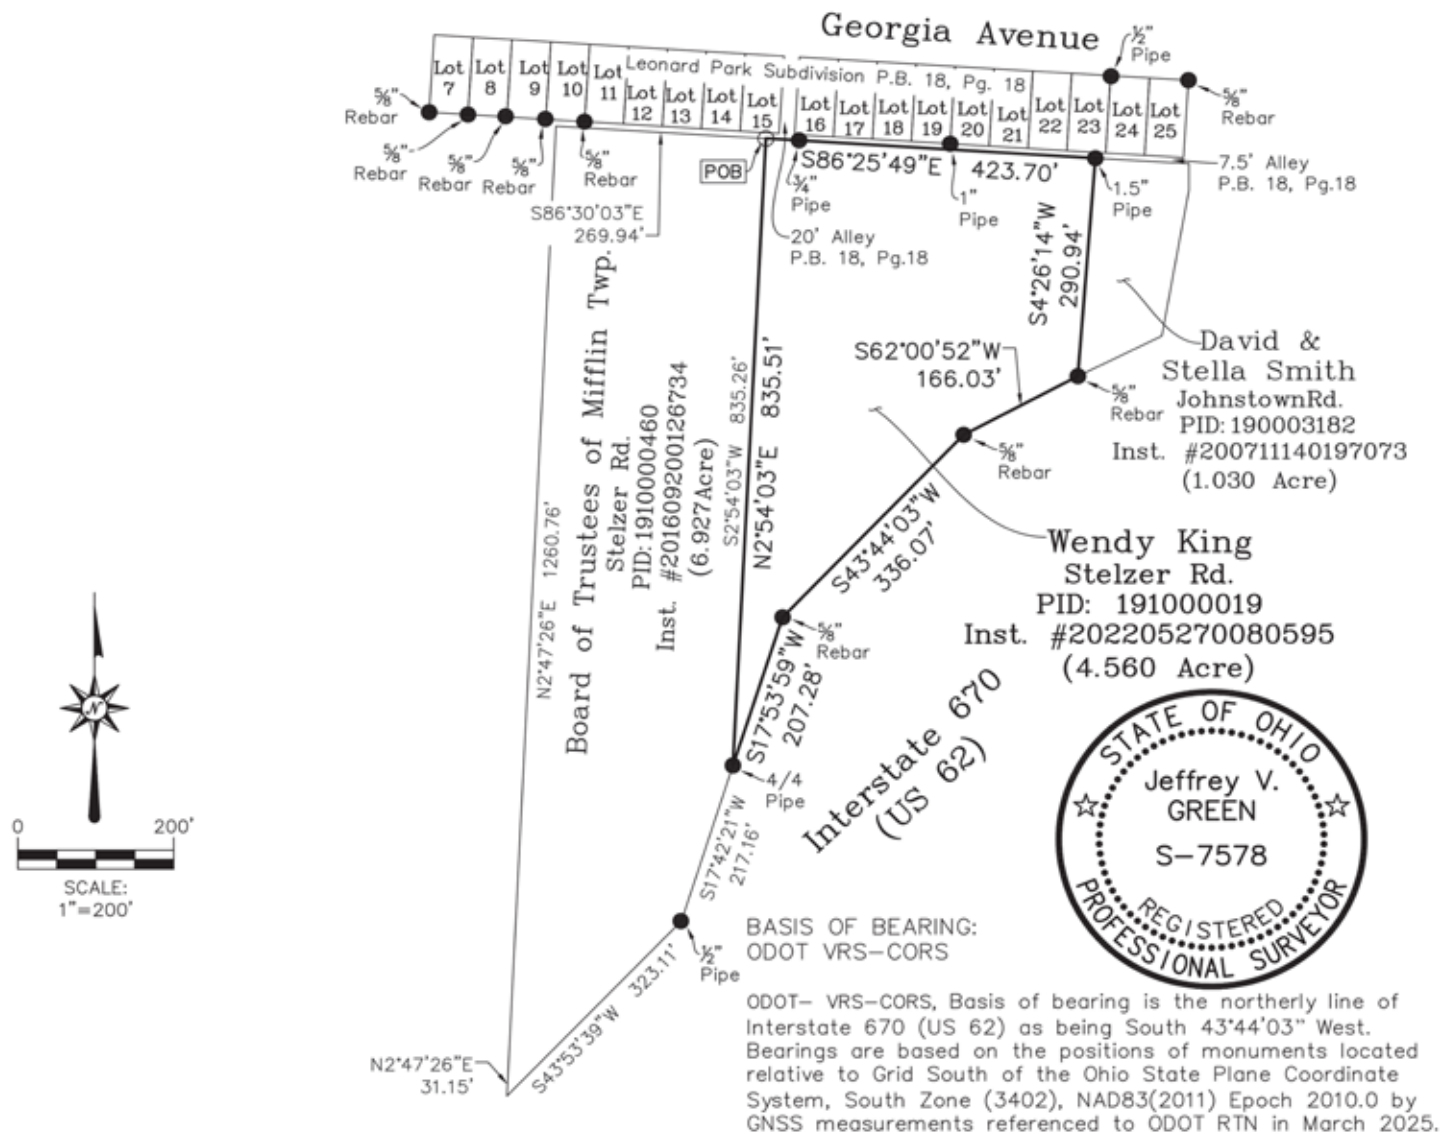 Georgia Avenue
½"
Pipe
Leonard Park Subdivision P.B. 18, Pg. 18
Lot
7
Lot
8
Lot
9
Lot
10
Lot
11
Lot
12
Lot
13
Lot
14
Lot
15
Lot
16
Lot
17
Lot
18
Lot
19
Lot
20
Lot
21
Lot
22
Lot
23
Lot
24
Lot
25
⅝"
Rebar
⅝"
Rebar
⅝"
Rebar
⅝"
Rebar
⅝"
Rebar
⅝"
Rebar
POB
S86°25'49"E 423.70'
¾"
Pipe
1"
Pipe
1.5"
Pipe
7.5' Alley
P.B. 18, Pg.18
S86°30'03"E
269.94'
20' Alley
P.B. 18, Pg.18
S4°26'14"W
290.94'
S62°00'52"W
166.03'
⅝"
Rebar
⅝"
Rebar
David &
Stella Smith
JohnstownRd.
PID: 190003182
Inst. #200711140197073
(1.030 Acre)
N2°47'26"E 1260.76'
Board of Trustees of Mifflin Twp.
Stelzer Rd.
PID: 191000460
Inst. #201609200126734
(6.927Acre)
S2°54'03"W 835.26'
N2°54'03"E 835.51'
S43°44'03"W
336.07'
Wendy King
Stelzer Rd.
PID: 191000019
Inst. #202205270080595
(4.560 Acre)
⅝"
Rebar
S17°53'59"W
207.28'
Interstate 670
(US 62)
4/4
Pipe
S17°42'21"W
217.16'
½"
Pipe
S43°53'39"W 323.11'
N2°47'26"E
31.15'
N
0 200'
SCALE:
1"=200'
STATE OF OHIO
Jeffrey V.
GREEN
S-7578
REGISTERED
PROFESSIONAL SURVEYOR
BASIS OF BEARING:
ODOT VRS-CORS
ODOT- VRS-CORS, Basis of bearing is the northerly line of
Interstate 670 (US 62) as being South 43°44'03" West.
Bearings are based on the positions of monuments located
relative to Grid South of the Ohio State Plane Coordinate
System, South Zone (3402), NAD83(2011) Epoch 2010.0 by
GNSS measurements referenced to ODOT RTN in March 2025.